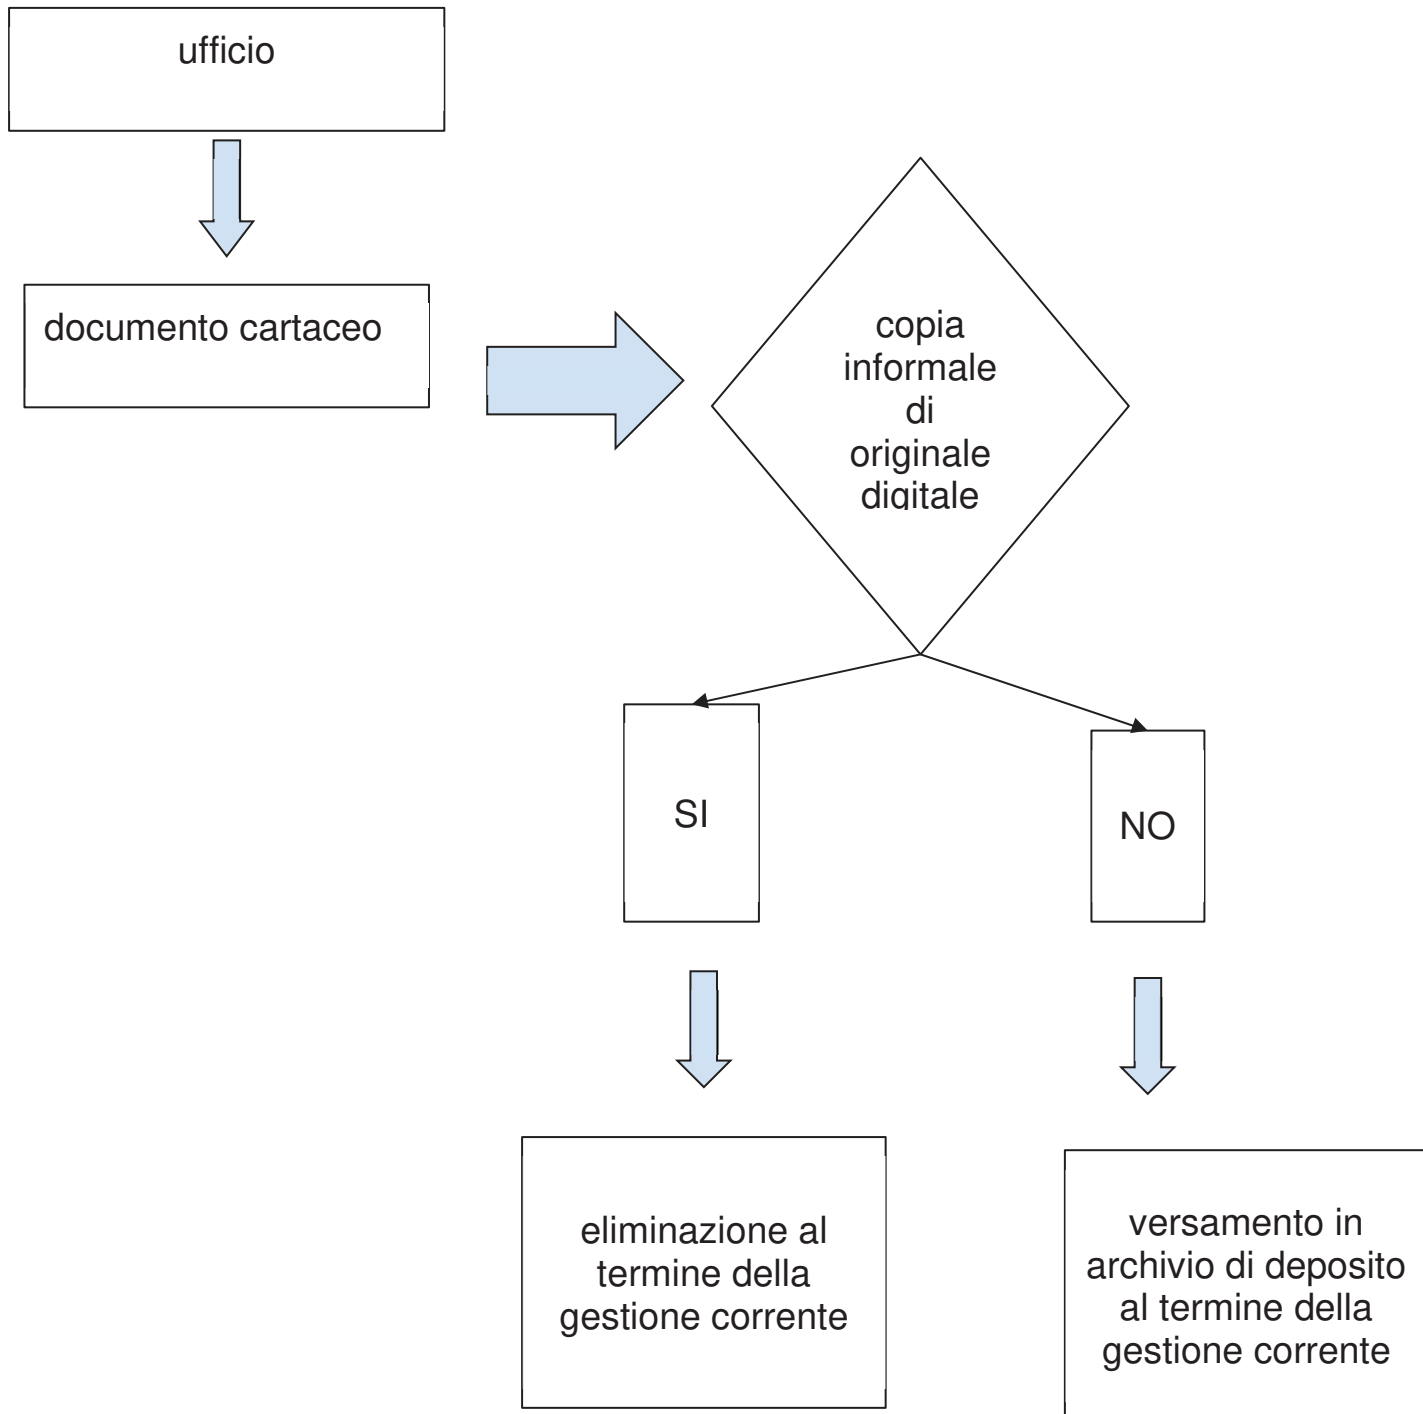 ufficio
documento cartaceo
copia
informale
di
originale
digitale
SI
NO
eliminazione al
termine della
gestione corrente
versamento in
archivio di deposito
al termine della
gestione corrente